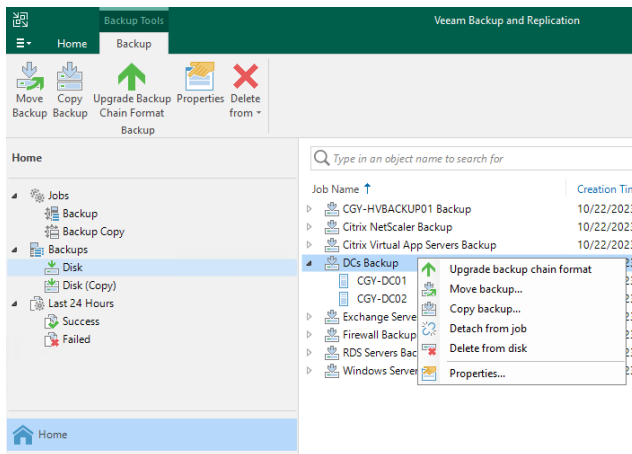 Backup Tools
Veeam Backup and Replication
Home Backup
Move Backup
Copy Backup
Upgrade Backup Chain Format
Properties
Delete from
Backup
Home
Type in an object name to search for
Jobs
Backup
Backup Copy
Backups
Disk
Disk (Copy)
Last 24 Hours
Success
Failed
Home
Job Name Creation
CGY-HVBACKUP01 Backup 10/22/2023
Citrix NetScaler Backup 10/22/2023
Citrix Virtual App Servers Backup 10/22/2023
DCs Backup
CGY-DC01
CGY-DC02
Exchange Serve
Firewall Backup
RDS Servers Bac
Windows Server
Upgrade backup chain format
Move backup...
Copy backup...
Detach from job
Delete from disk
Properties...